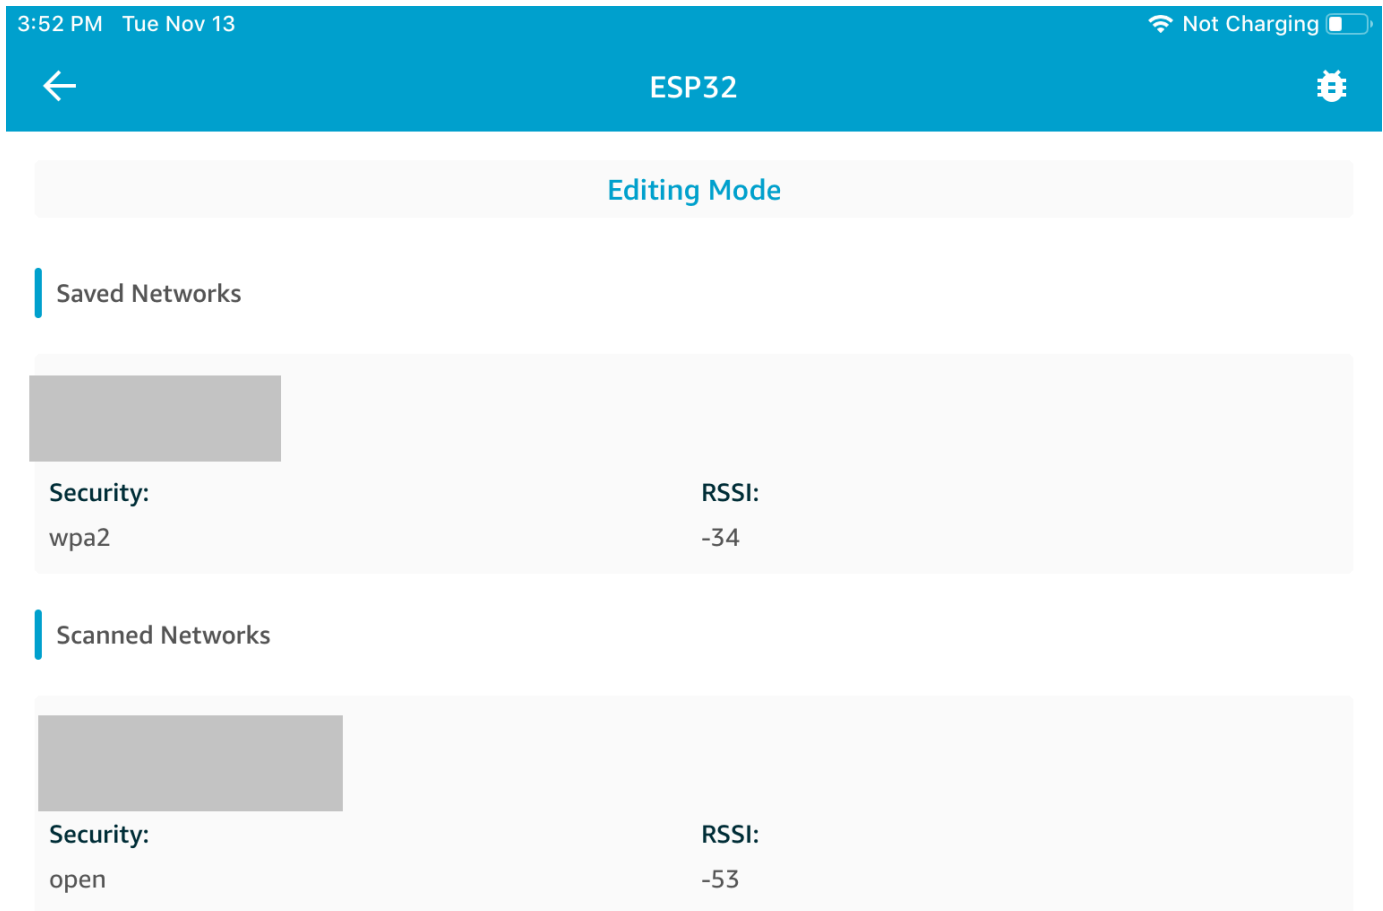 3:52 PM Tue Nov 13 Not Charging
ESP32
Editing Mode
Saved Networks
Security: RSSI:
wpa2 -34
Scanned Networks
Security: RSSI:
open -53